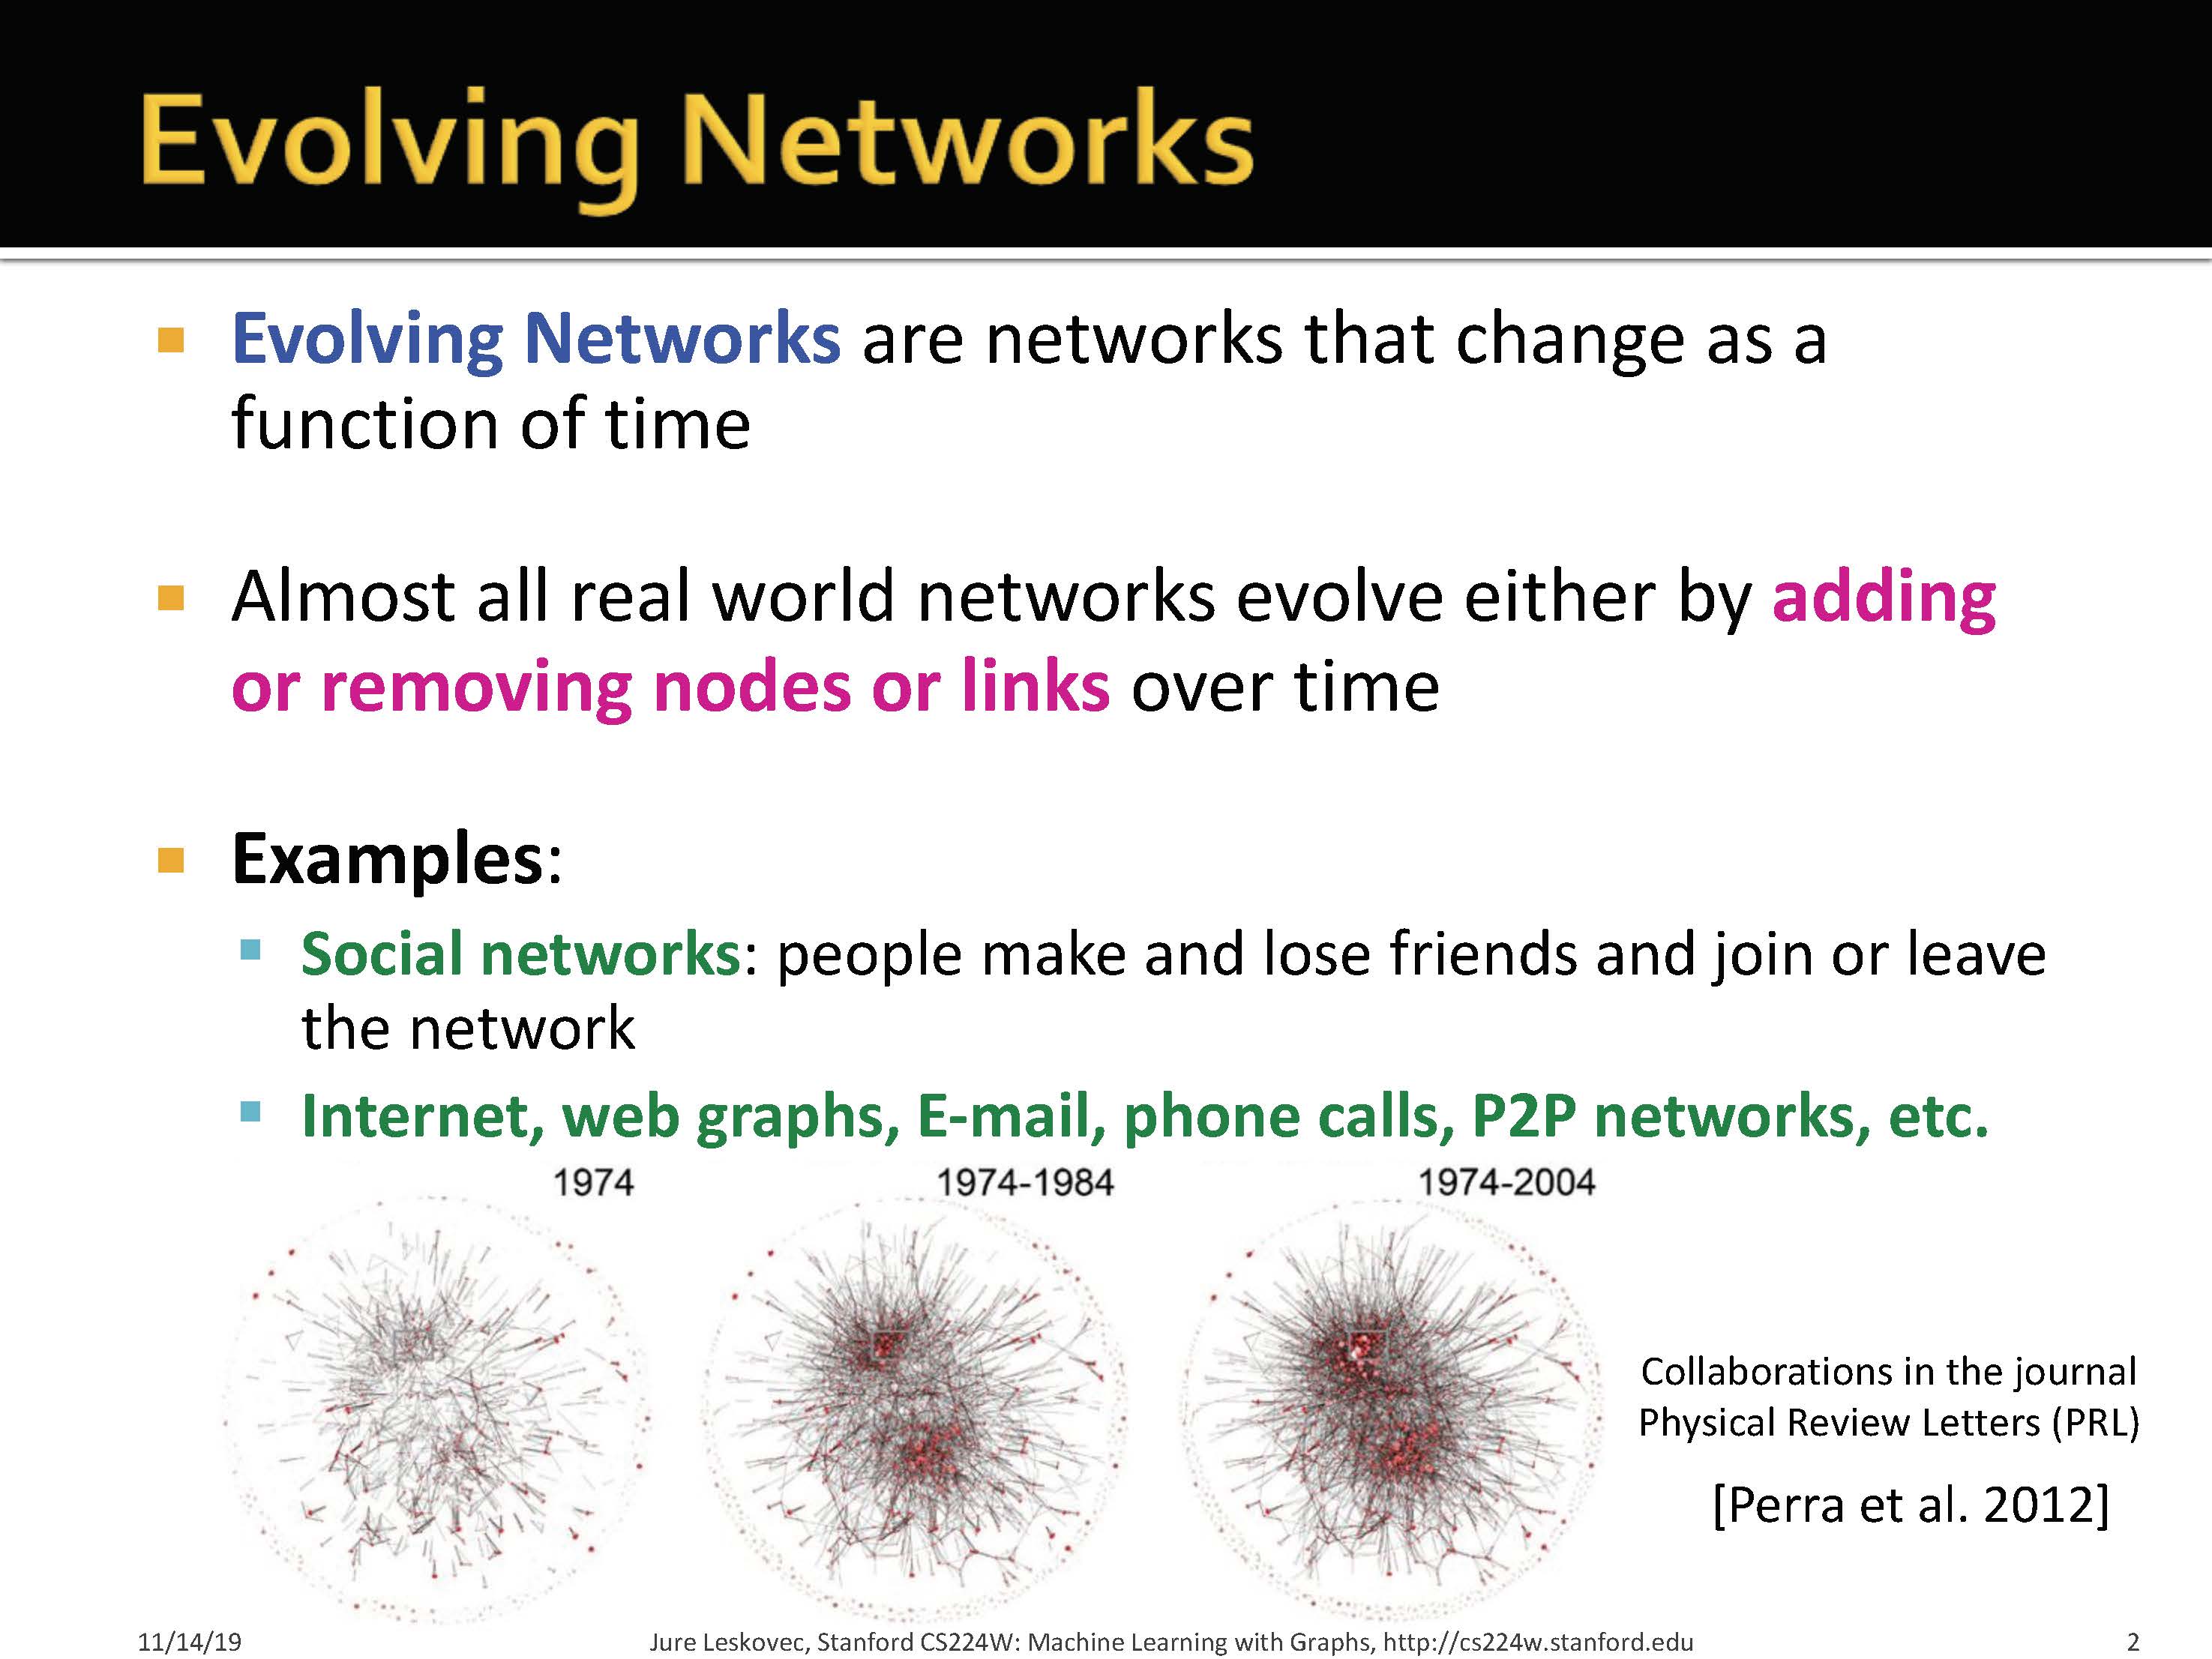 Evolving Networks
Evolving Networks are networks that change as a
function of time
Almost all real world networks evolve either by adding
or removing nodes or links over time
Examples:
Social networks: people make and lose friends and join or leave
the network
Internet, web graphs, E-mail, phone calls, P2P networks, etc.
1974
1974-1984
1974-2004
Collaborations in the journal
Physical Review Letters (PRL)
[Perra et al. 2012]
11/14/19
Jure Leskovec, Stanford CS224W: Machine Learning with Graphs, http://cs224w.stanford.edu
2